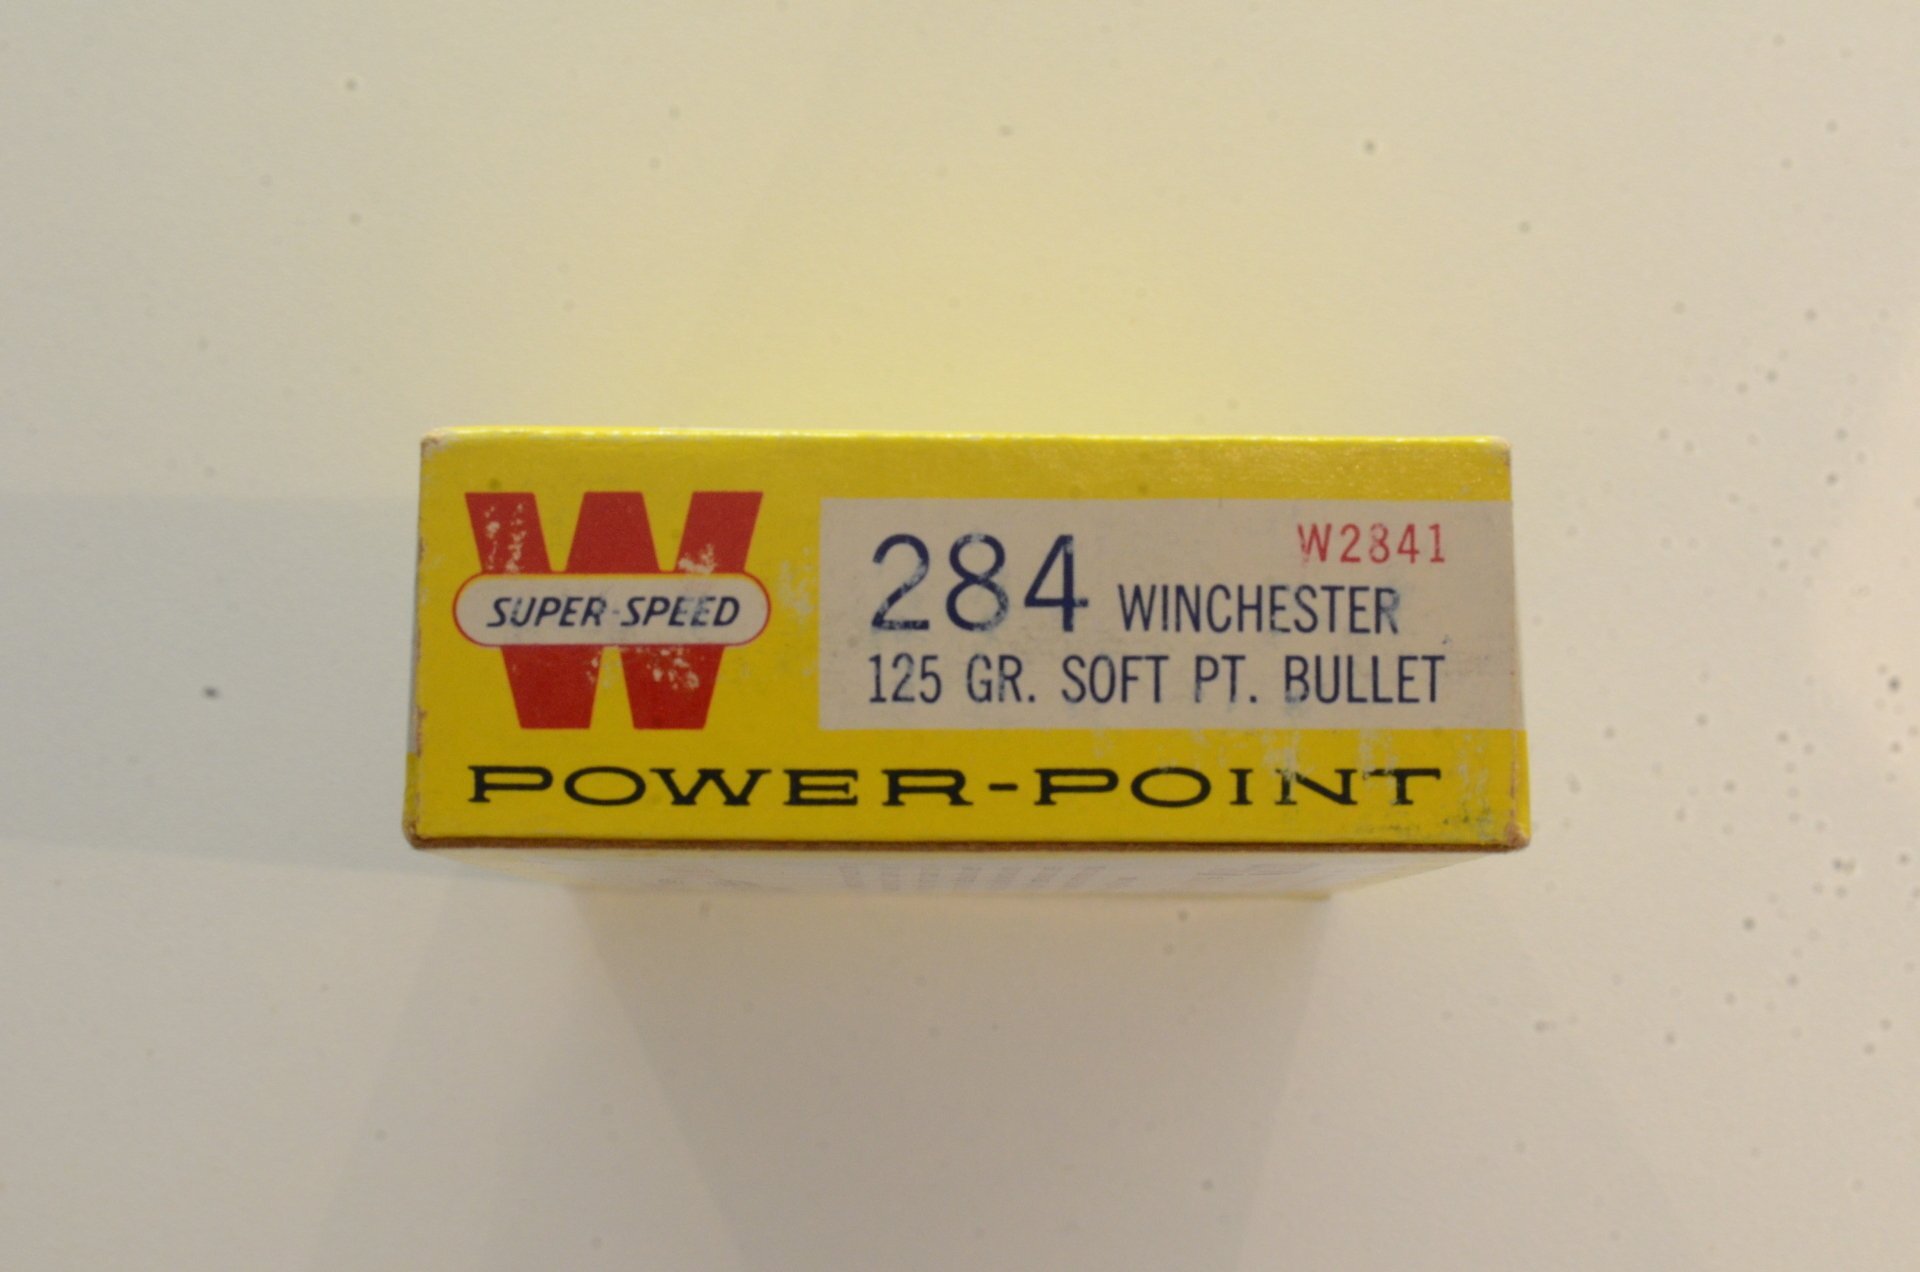 W
SUPER-SPEED
W2841
284 WINCHESTER
125 GR. SOFT PT. BULLET
POWER-POINT